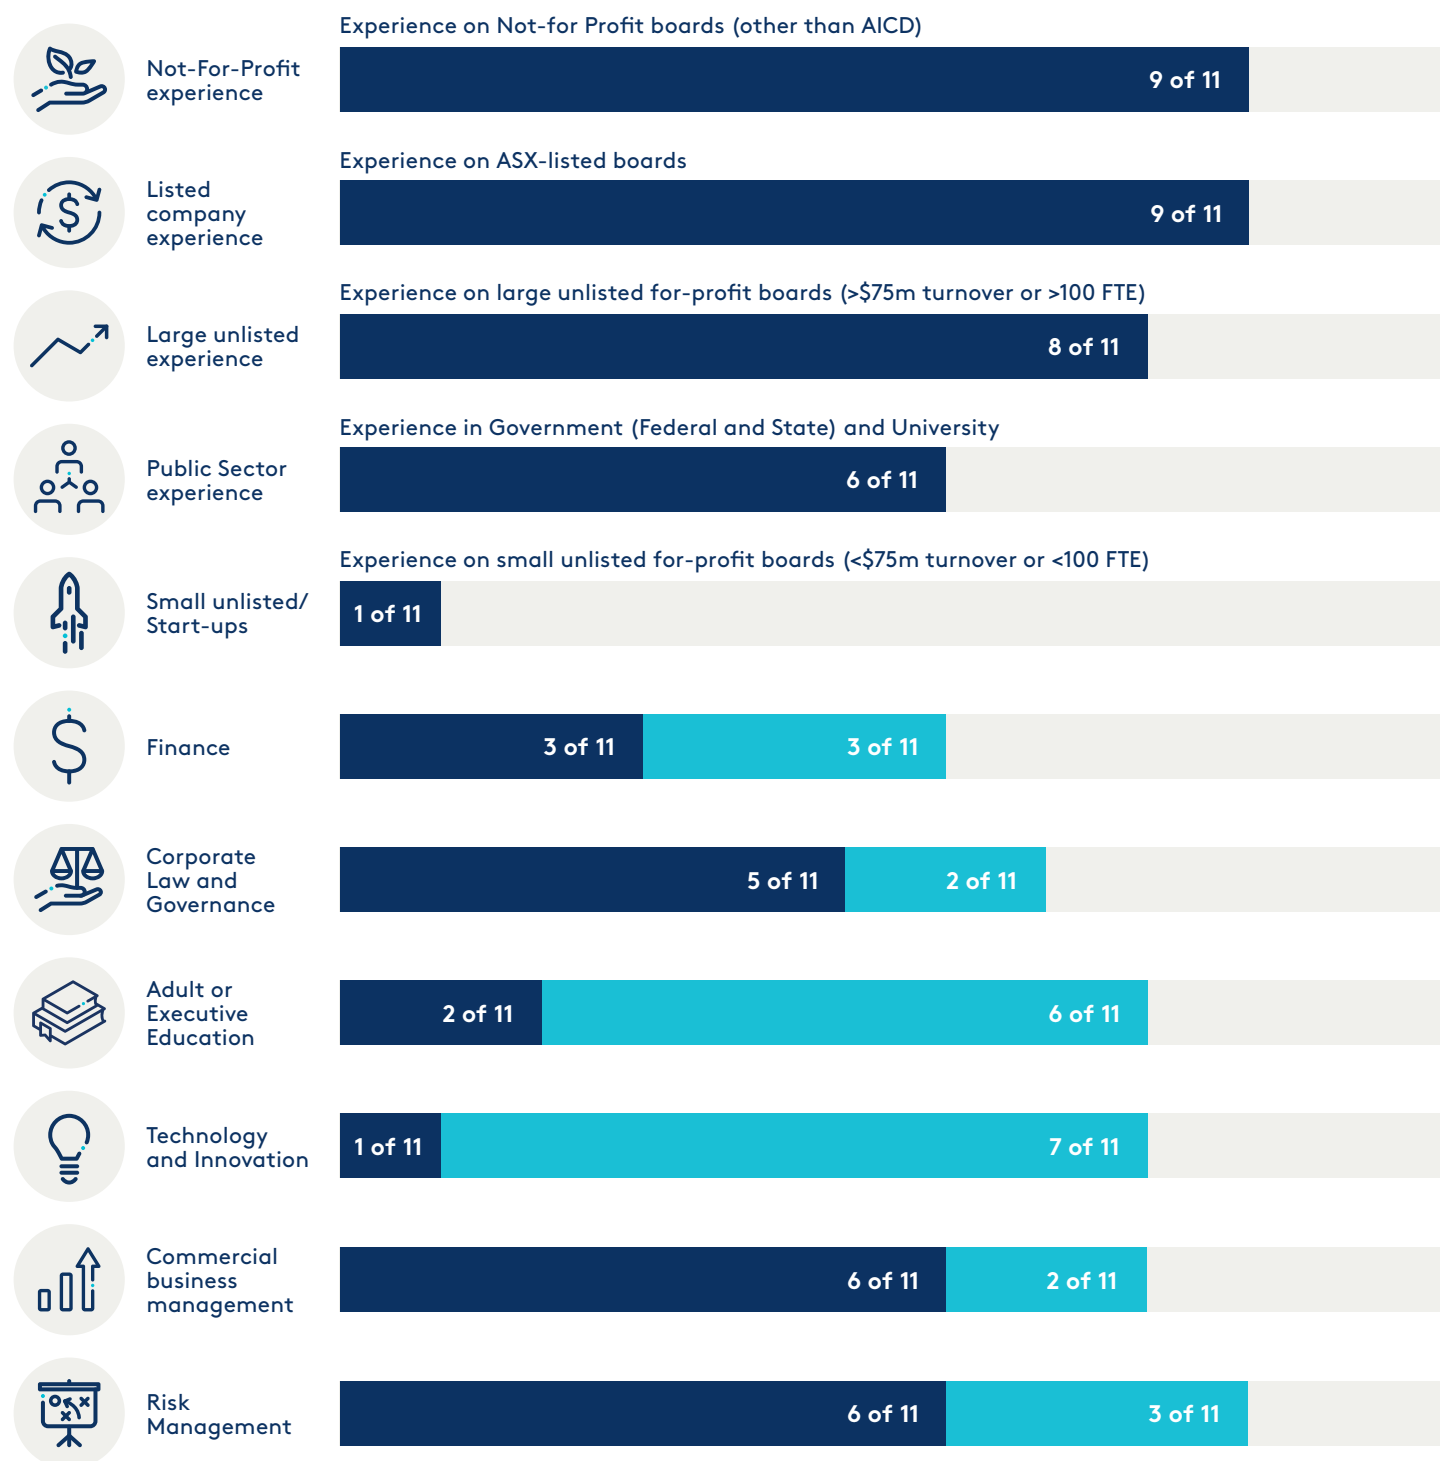 Experience on Not-for Profit boards (other than AICD)
Not-For-Profit
experience
9 of 11
Experience on ASX-listed boards
Listed
company
experience
9 of 11
Experience on large unlisted for-profit boards (>$75m turnover or >100 FTE)
Large unlisted
experience
8 of 11
Experience in Government (Federal and State) and University
Public Sector
experience
6 of 11
Experience on small unlisted for-profit boards (<$75m turnover or <100 FTE)
Small unlisted/
Start-ups
1 of 11
Finance
3 of 11
3 of 11
Corporate
Law and
Governance
5 of 11
2 of 11
Adult or
Executive
Education
2 of 11
6 of 11
Technology
and Innovation
1 of 11
7 of 11
Commercial
business
management
6 of 11
2 of 11
Risk
Management
6 of 11
3 of 11